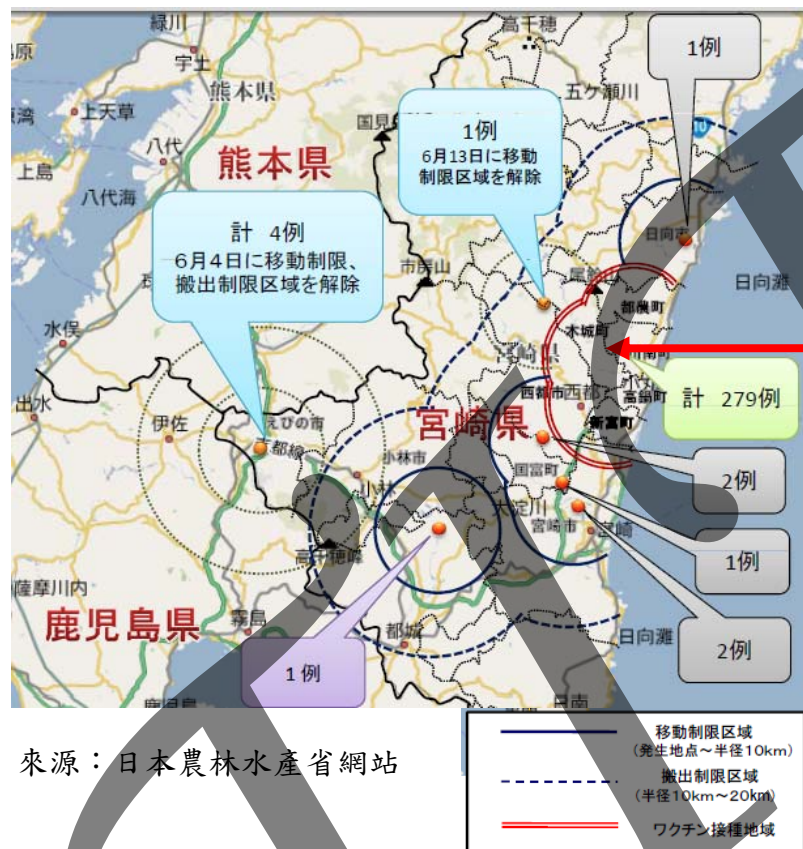 緑川
高千穂
宇土
熊本県
五ケ瀬川
上天草
八代
上島
八代海
熊本県
1例
1例
6月13日に移動
制限区域を解除
10
日向市
計 4例
6月4日に移動制限、
搬出制限区域を解除
市房山
日向灘
都農町
木城町
水俣
宮崎県
計 279例
出水
伊佐
えびの市
吉都線
西都市
西都
高鍋町
新富町
宮崎県
小林市
小林
国富町
2例
大淀川
宮崎市
宮崎
1例
高千穂峰
薩摩川内
鹿児島県
霧島
都城
日向灘
2例
1例
日南
來源：日本農林水產省網站
移動制限区域
(発生地点～半径10km)
搬出制限区域
(半径10km～20km)
ワクチン接種地域